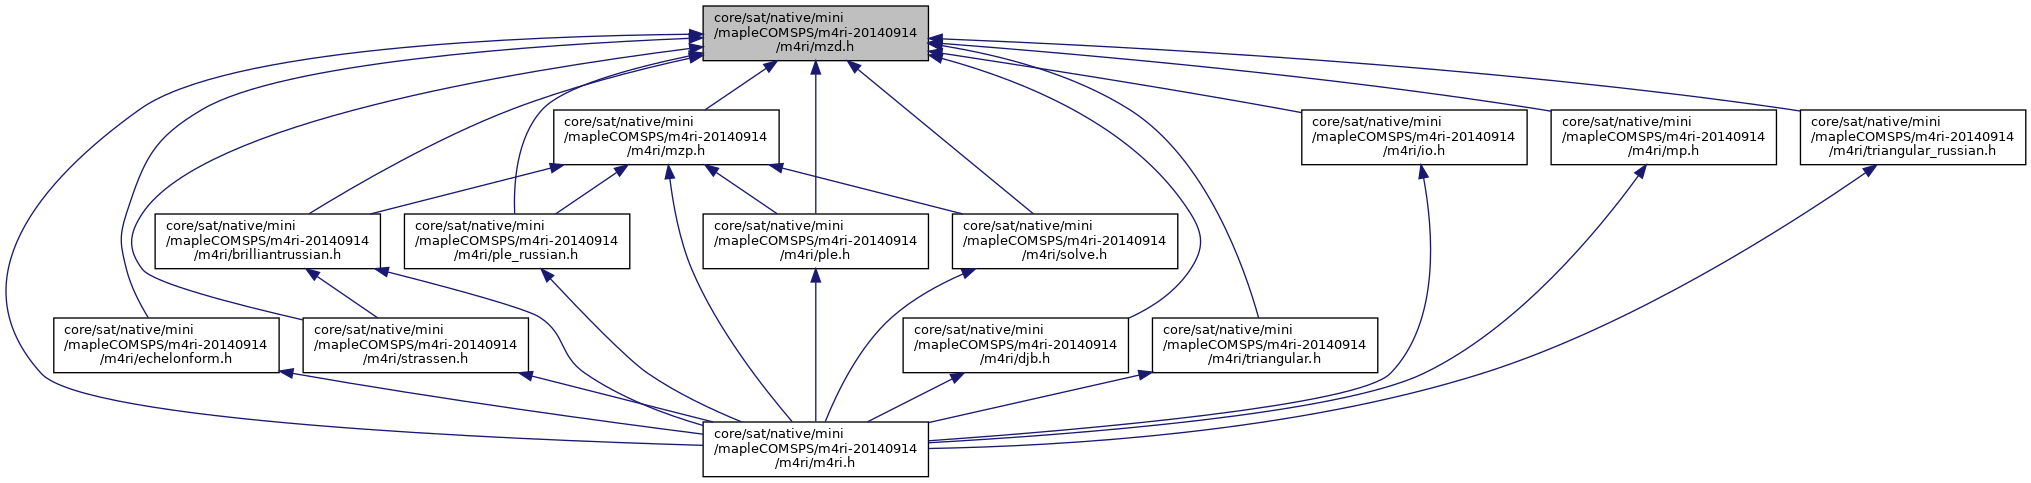 core/sat/native/mini
/mapleCOMSPS/m4ri-20140914
/m4ri/mzd.h
core/sat/native/mini
/mapleCOMSPS/m4ri-20140914
/m4ri/mzp.h
core/sat/native/mini
/mapleCOMSPS/m4ri-20140914
/m4ri/io.h
core/sat/native/mini
/mapleCOMSPS/m4ri-20140914
/m4ri/mp.h
core/sat/native/mini
/mapleCOMSPS/m4ri-20140914
/m4ri/triangular_russian.h
core/sat/native/mini
/mapleCOMSPS/m4ri-20140914
/m4ri/brilliantrussian.h
core/sat/native/mini
/mapleCOMSPS/m4ri-20140914
/m4ri/ple_russian.h
core/sat/native/mini
/mapleCOMSPS/m4ri-20140914
/m4ri/ple.h
core/sat/native/mini
/mapleCOMSPS/m4ri-20140914
/m4ri/solve.h
core/sat/native/mini
/mapleCOMSPS/m4ri-20140914
/m4ri/echelonform.h
core/sat/native/mini
/mapleCOMSPS/m4ri-20140914
/m4ri/strassen.h
core/sat/native/mini
/mapleCOMSPS/m4ri-20140914
/m4ri/djb.h
core/sat/native/mini
/mapleCOMSPS/m4ri-20140914
/m4ri/triangular.h
core/sat/native/mini
/mapleCOMSPS/m4ri-20140914
/m4ri/m4ri.h